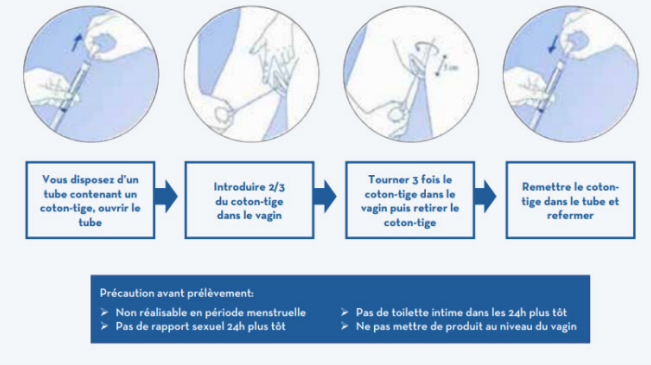 3 cm
Vous disposez d'un
tube contenant un
coton-tige, ouvrir le
tube
Introduire 2/3
du coton-tige
dans le vagin
Tourner 3 fois le
coton-tige dans le
vagin puis retirer le
coton-tige
Remettre le coton-
tige dans le tube et
refermer
Précaution avant prélèvement:
➢ Non réalisable en période menstruelle
➢ Pas de rapport sexuel 24h plus tôt
➢ Pas de toilette intime dans les 24h plus tôt
➢ Ne pas mettre de produit au niveau du vagin